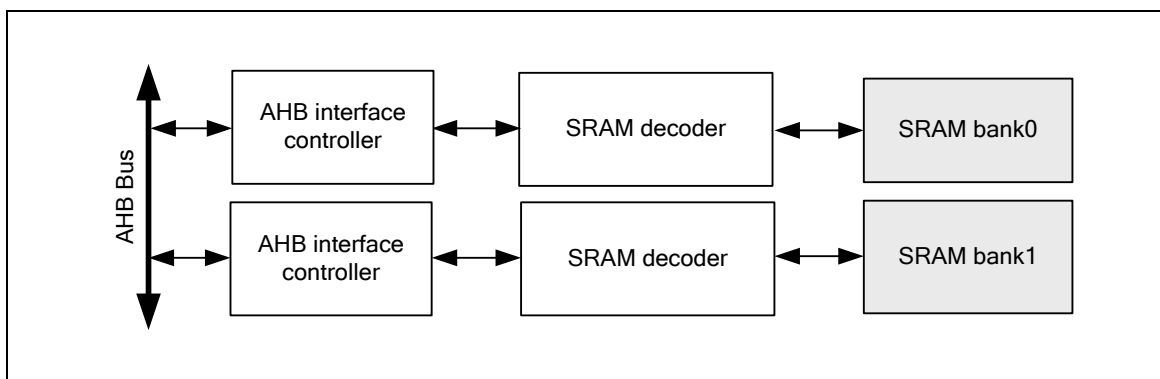 AHB Bus
AHB interface
controller
SRAM decoder
SRAM bank0
AHB interface
controller
SRAM decoder
SRAM bank1